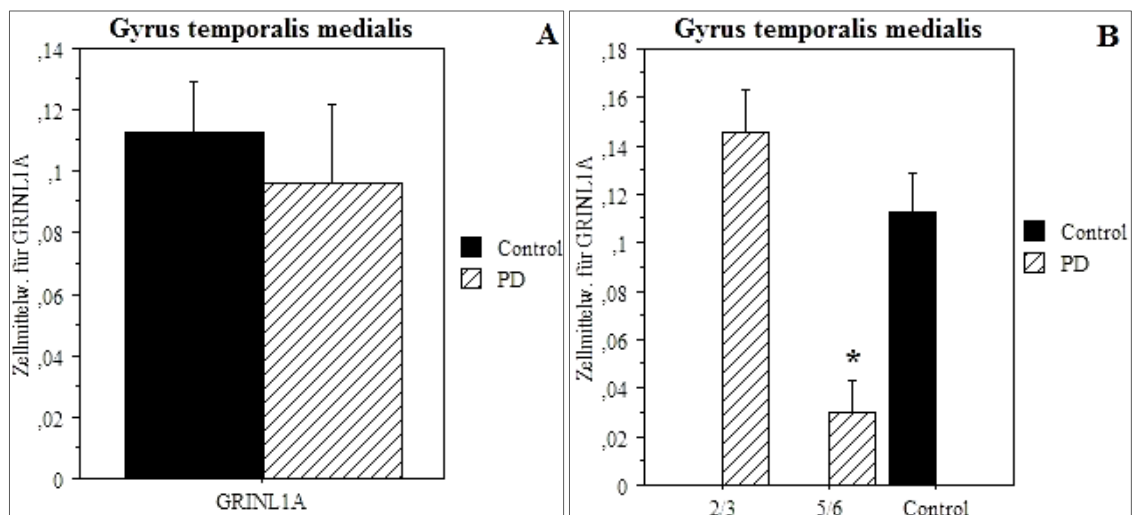 Gyrus temporalis medialis
A
,14
,12
,1
,08
,06
,04
,02
0
Zellmittelw. für GRINL1A
GRINL1A
Control
PD
Gyrus temporalis medialis
B
,18
,16
,14
,12
,1
,08
,06
,04
,02
0
Zellmittelw. für GRINL1A
*
2/3
5/6
Control
Control
PD